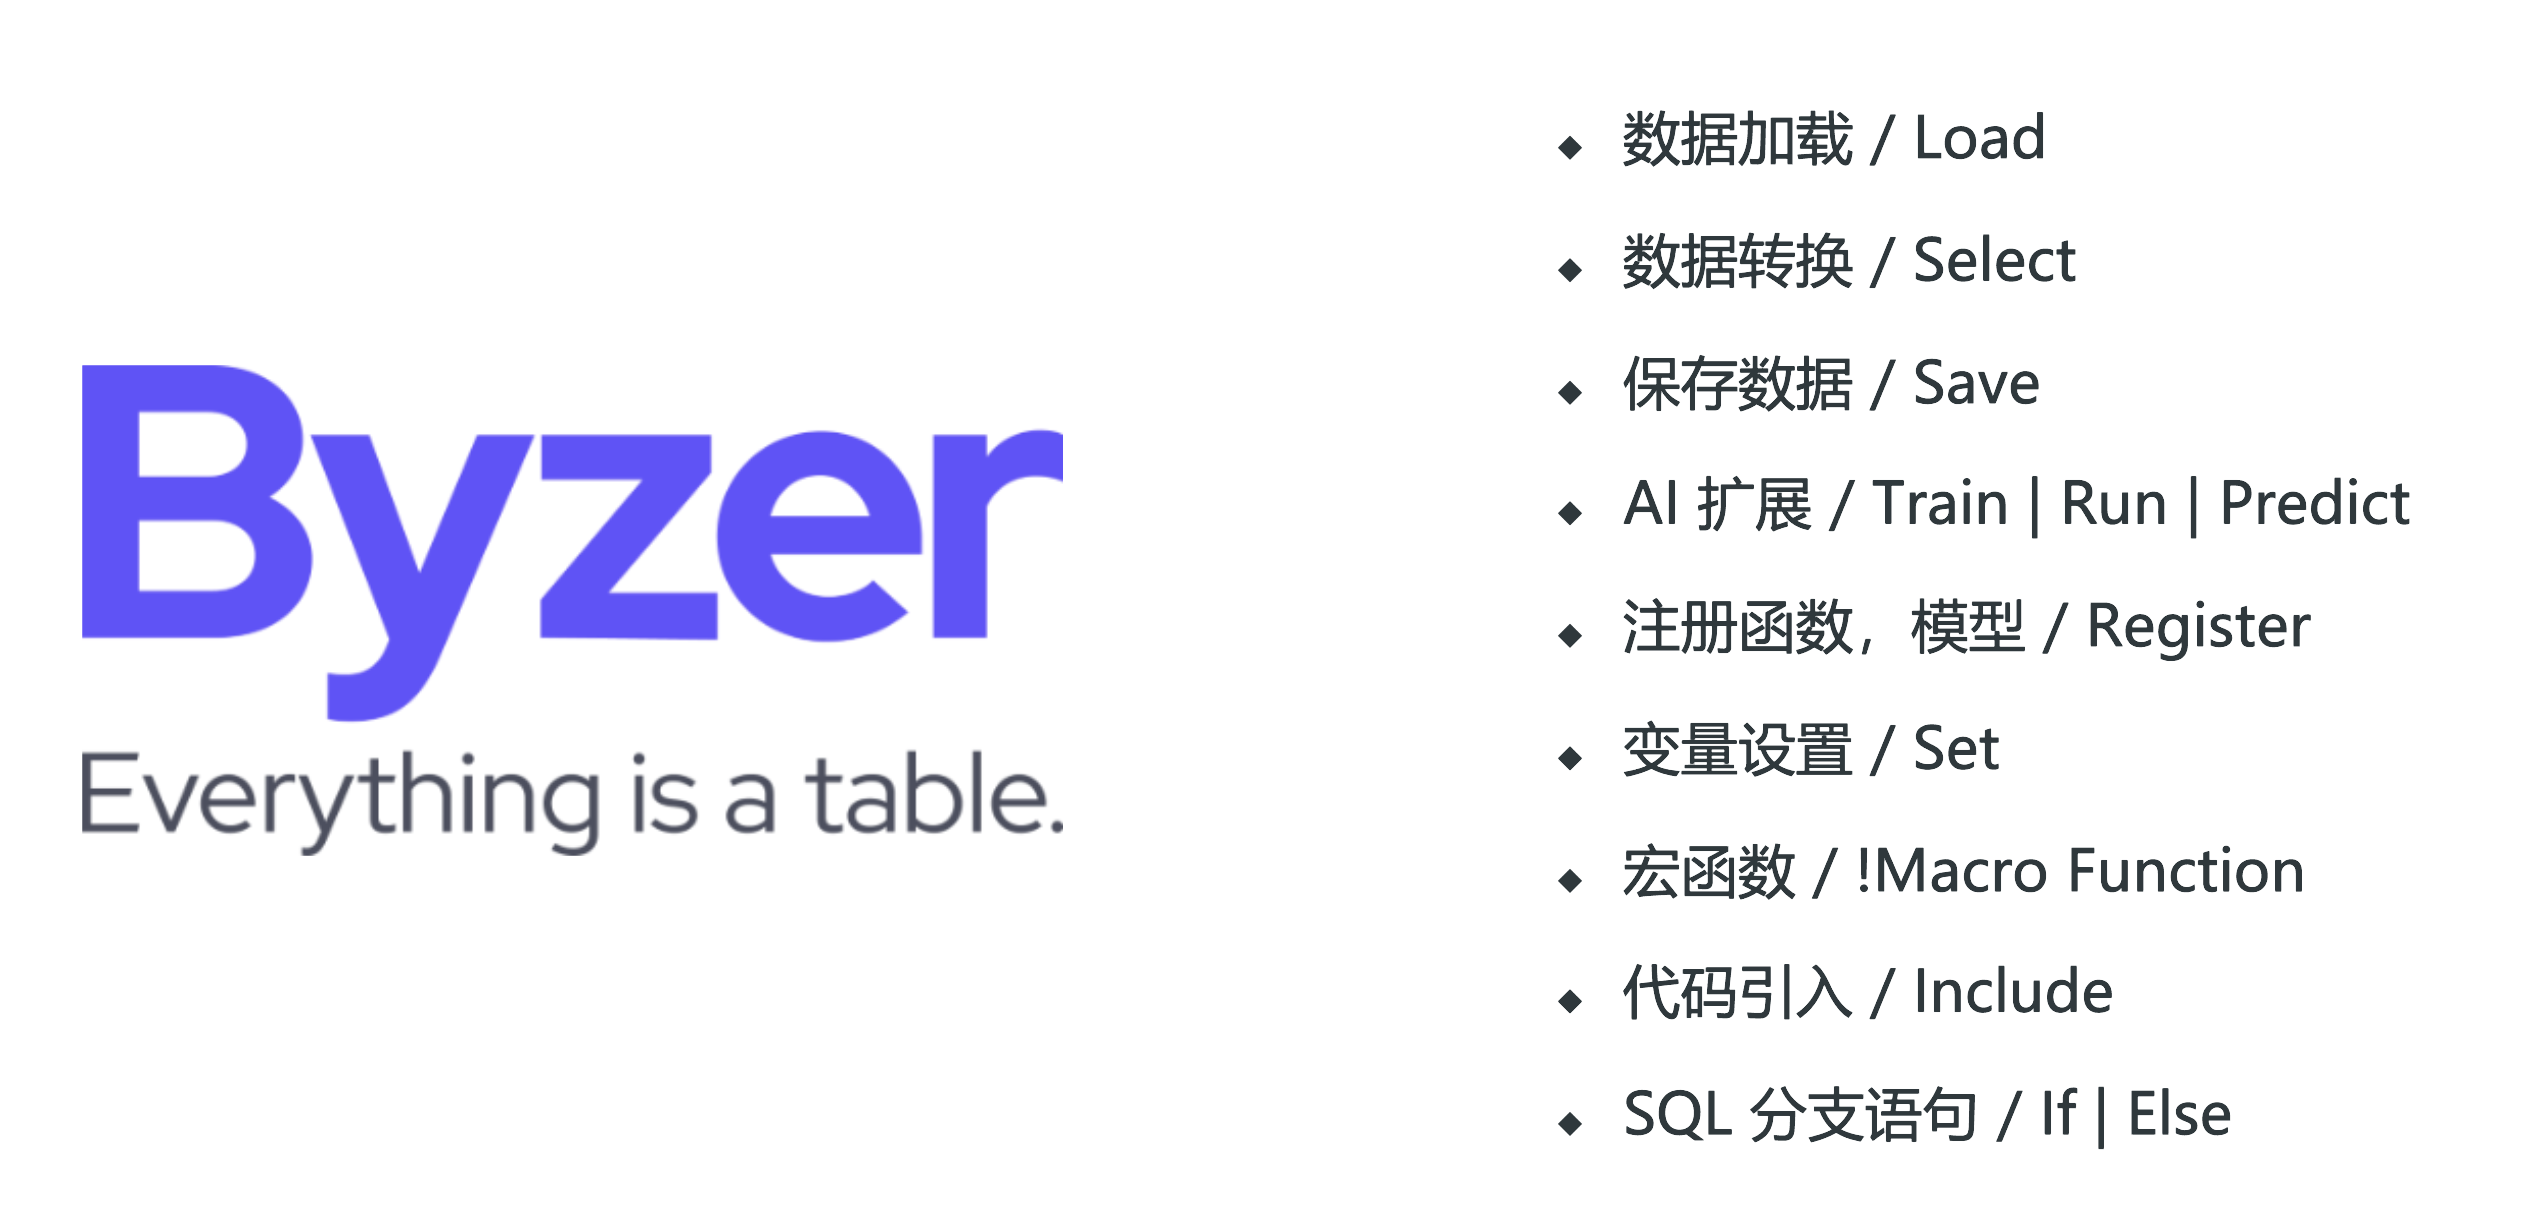 Byzer
Everything is a table.
◆ 数据加载 / Load
◆ 数据转换 / Select
◆ 保存数据 / Save
◆ AI 扩展 / Train | Run | Predict
◆ 注册函数，模型 / Register
◆ 变量设置 / Set
◆ 宏函数 / !Macro Function
◆ 代码引入 / Include
◆ SQL 分支语句 / If | Else